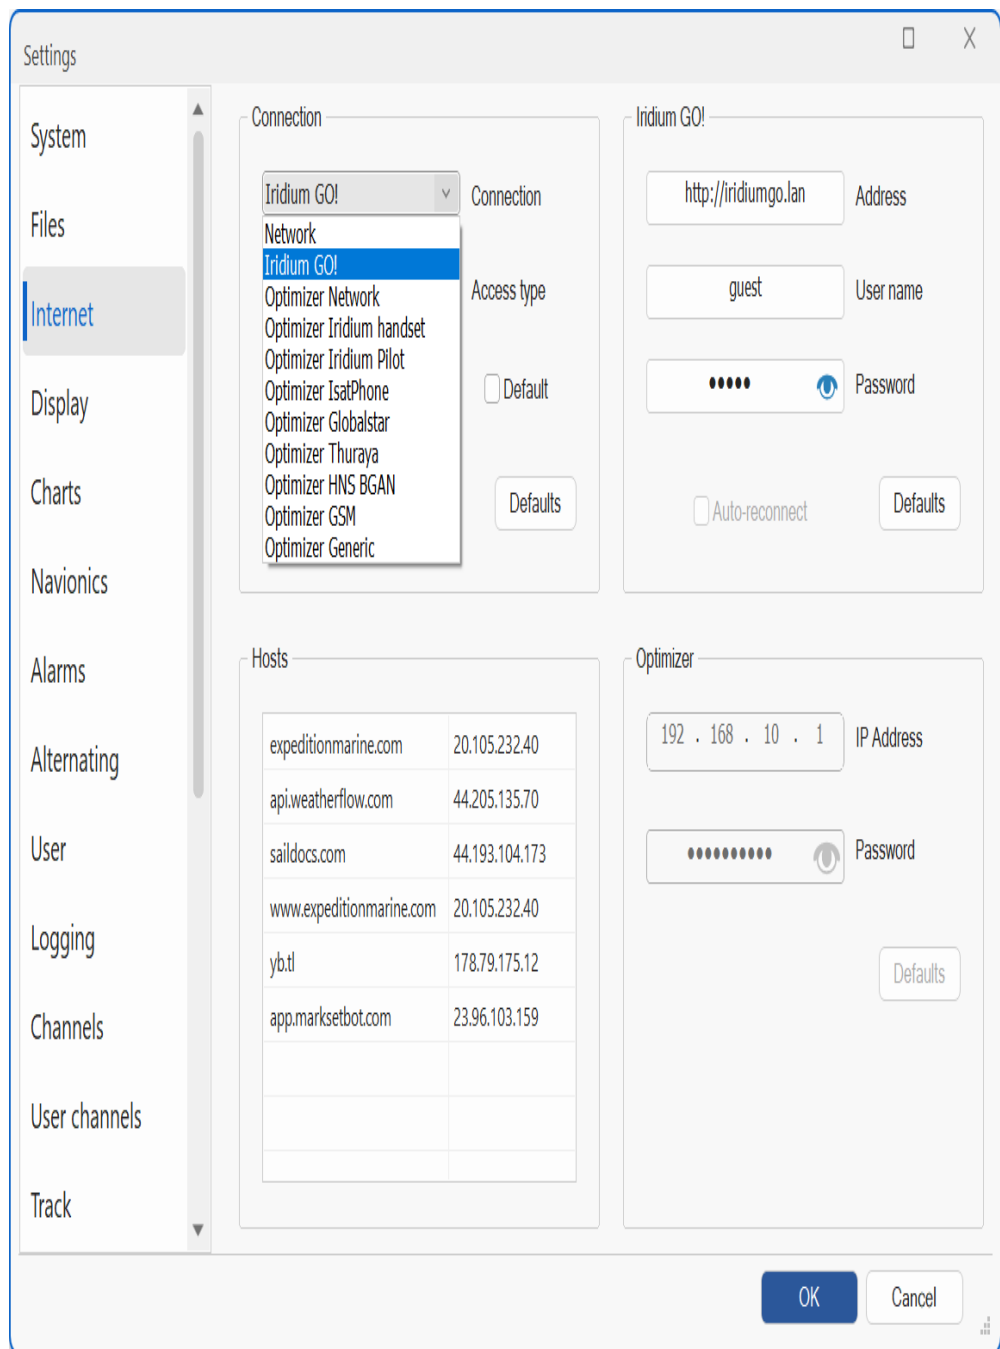 Settings
System
Files
Internet
Display
Charts
Navionics
Alarms
Alternating
User
Logging
Channels
User channels
Track
Connection
Iridium GO!
Connection
Network
Iridium GO!
Optimizer Network
Optimizer Iridium handset
Optimizer Iridium Pilot
Optimizer IsatPhone
Optimizer Globalstar
Optimizer Thuraya
Optimizer HNS BGAN
Optimizer GSM
Optimizer Generic
Access type
Default
Defaults
Iridium GO!
http://iridiumgo.lan Address
guest User name
••••• Password
Auto-reconnect
Defaults
Hosts
expeditionmarine.com 20.105.232.40
api.weatherflow.com 44.205.135.70
saildocs.com 44.193.104.173
www.expeditionmarine.com 20.105.232.40
yb.tl 178.79.175.12
app.marksetbot.com 23.96.103.159
Optimizer
192 . 168 . 10 . 1 IP Address
•••••••••• Password
Defaults
OK
Cancel